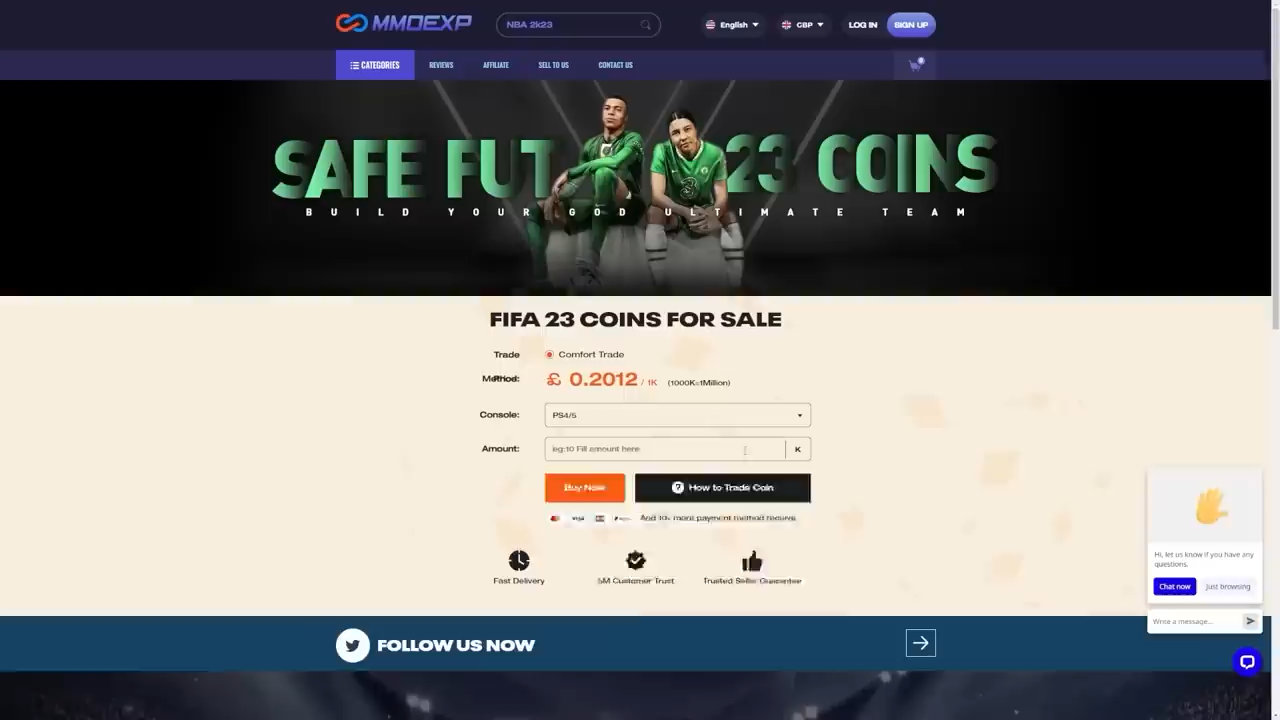 MMOEXP
NBA 2k23
English
GBP
LOG IN
SIGN UP
CATEGORIES
REVIEWS
AFFILIATE
SELL TO US
CONTACT US
SAFE FUT 23 COINS
BUILD YOUR GOD ULTIMATE TEAM
FIFA 23 COINS FOR SALE
Trade
Comfort Trade
£ 0.2012 / 1K (1000K=1Million)
Console:
PS4/5
Amount:
eg:10 Fill amount here
K
Buy Now
How to Trade Coin
VISA
And 10+ more payment method
Fast Delivery
5M Customer Trust
Trusted Seller Guarantee
FOLLOW US NOW
Hi, let us know if you have any
questions.
Chat now
Just browsing
Write a message...